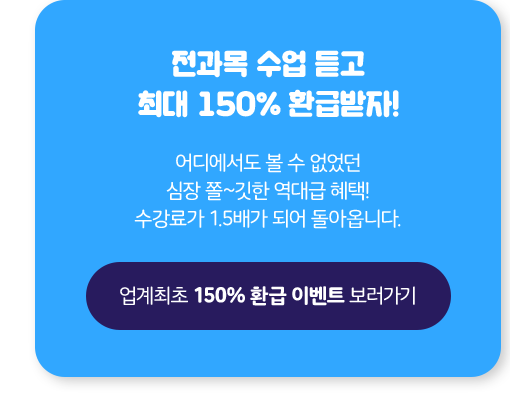 전과목 수업 듣고
최대 150% 환급받자!
어디에서도 볼 수 없었던
심장 쫄~깃한 역대급 혜택!
수강료가 1.5배가 되어 돌아옵니다.
업계최초 150% 환급 이벤트 보러가기